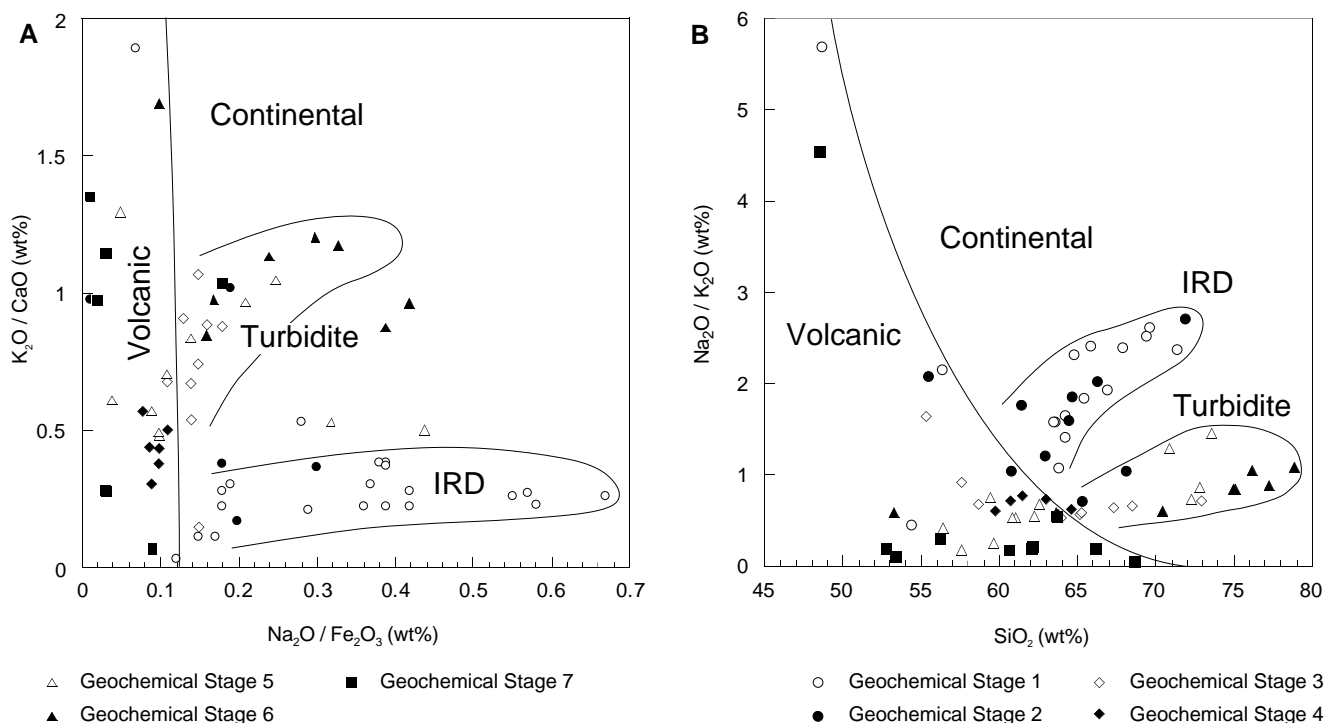 A
B
2
1.5
1
0.5
0
K₂O / CaO (wt%)
Volcanic
Continental
Turbidite
IRD
0 0.1 0.2 0.3 0.4 0.5 0.6 0.7
Na₂O / Fe₂O₃ (wt%)
6
5
4
3
2
1
0
Na₂O / K₂O (wt%)
Continental
IRD
Volcanic
Turbidite
45 50 55 60 65 70 75 80
SiO₂ (wt%)
Geochemical Stage 5
Geochemical Stage 7
Geochemical Stage 6
Geochemical Stage 1
Geochemical Stage 3
Geochemical Stage 2
Geochemical Stage 4